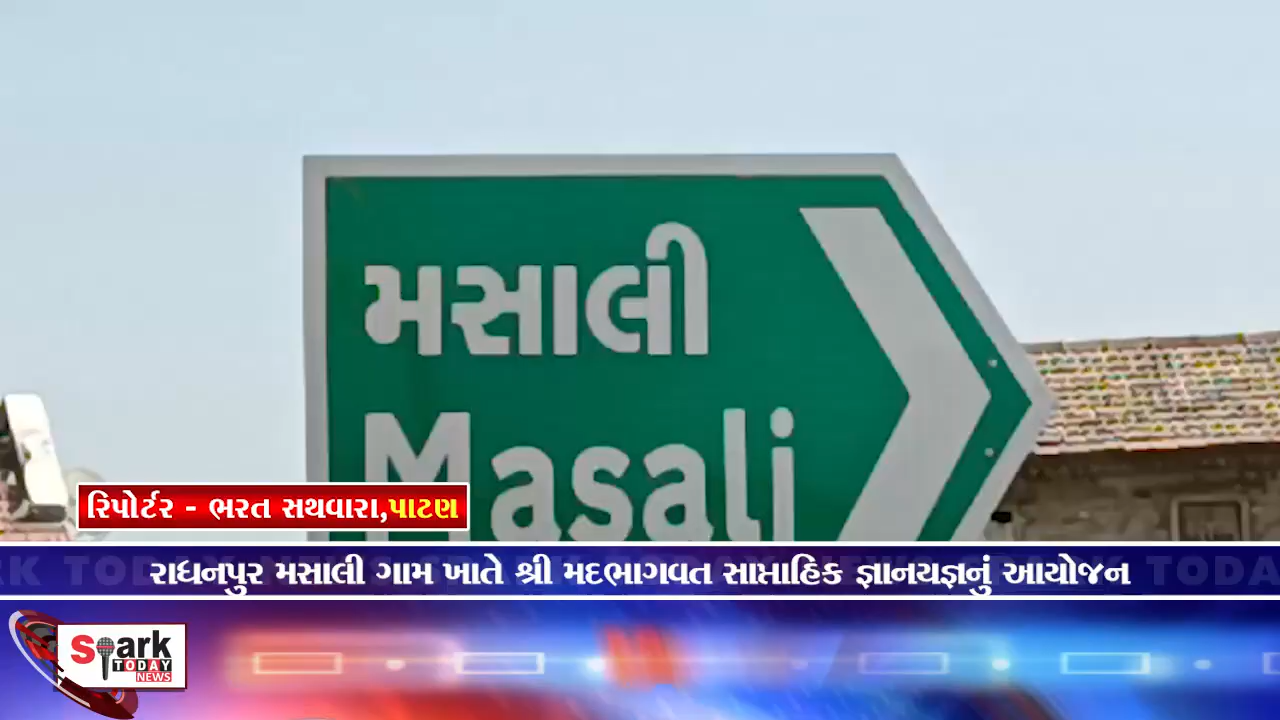 મસાલી
Masali
રિપોર્ટર - ભરત સથવારા,પાટણ
રાધનપુર મસાલી ગામ ખાતે શ્રી મદભાગવત સાપ્તાહિક જ્ઞાનયજ્ઞનું આયોજન
Spark
TODAY
NEWS